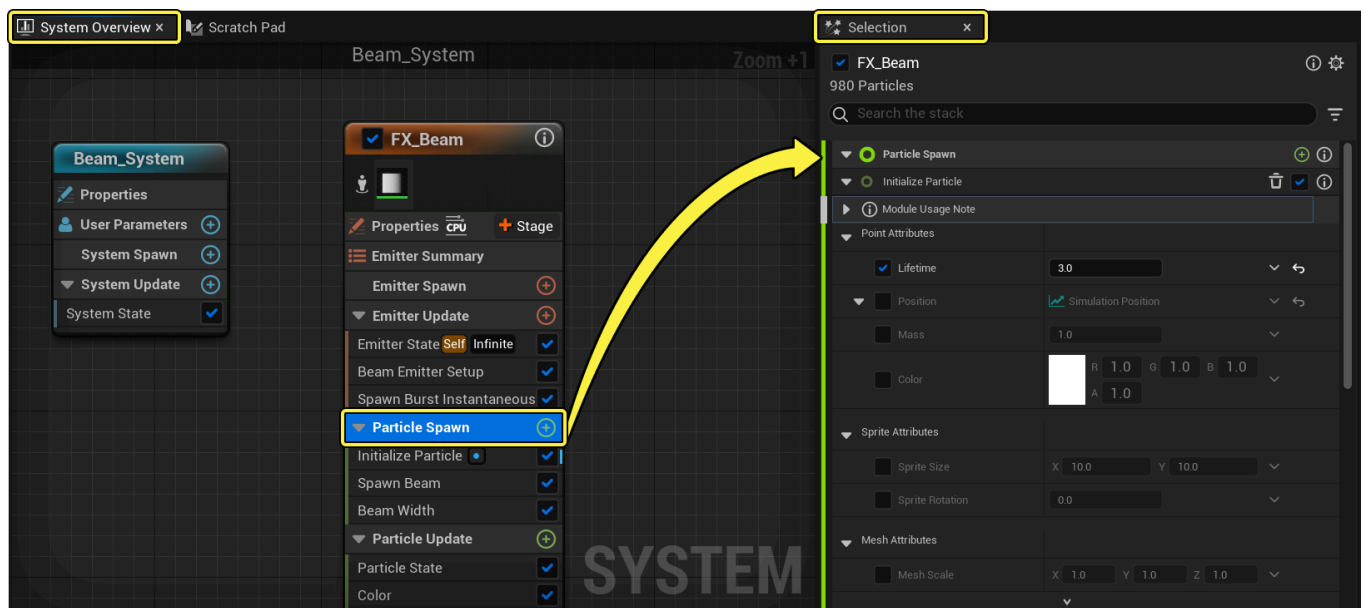 System Overview × Scratch Pad
Beam_System
Zoom +1
Beam_System
Properties
User Parameters
System Spawn
System Update
System State
FX_Beam
Properties CPU Stage
Emitter Summary
Emitter Spawn
Emitter Update
Emitter State Self Infinite
Beam Emitter Setup
Spawn Burst Instantaneous
Particle Spawn
Initialize Particle
Spawn Beam
Beam Width
Particle Update
Particle State
Color
SYSTEM
Selection ×
FX_Beam
980 Particles
Search the stack
Particle Spawn
Initialize Particle
Module Usage Note
Point Attributes
Lifetime 3.0
Position Simulation Position
Mass 1.0
Color R 1.0 G 1.0 B 1.0
A 1.0
Sprite Attributes
Sprite Size X 10.0 Y 10.0
Sprite Rotation 0.0
Mesh Attributes
Mesh Scale X 1.0 Y 1.0 Z 1.0